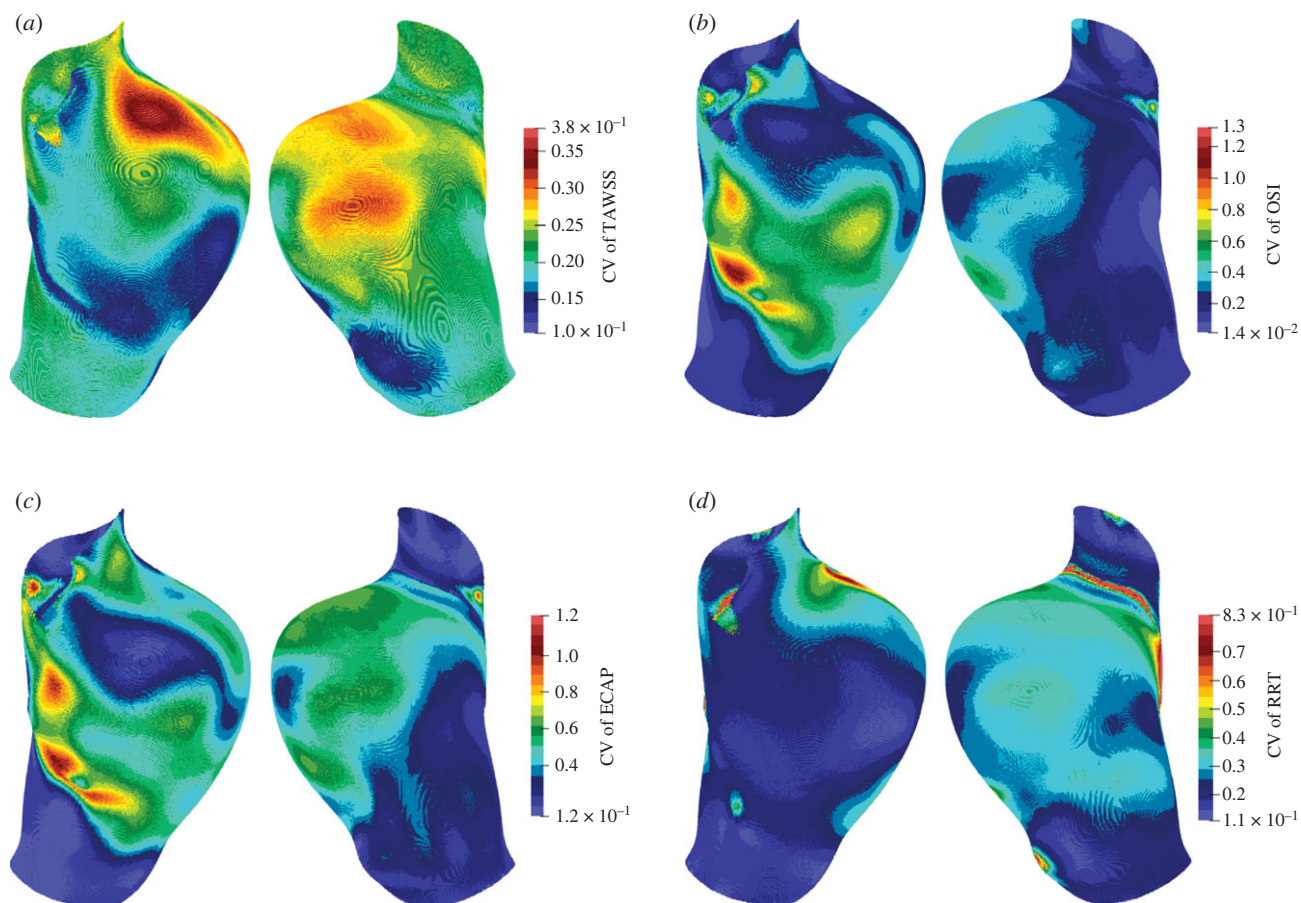 (a)
3.8 × 10⁻¹
0.35
0.30
0.25
0.20
0.15
1.0 × 10⁻¹
CV of TAWSS
(b)
1.3
1.2
1.0
0.8
0.6
0.4
0.2
1.4 × 10⁻²
CV of OSI
(c)
1.2
1.0
0.8
0.6
0.4
1.2 × 10⁻¹
CV of ECAP
(d)
8.3 × 10⁻¹
0.7
0.6
0.5
0.4
0.3
0.2
1.1 × 10⁻¹
CV of RRT